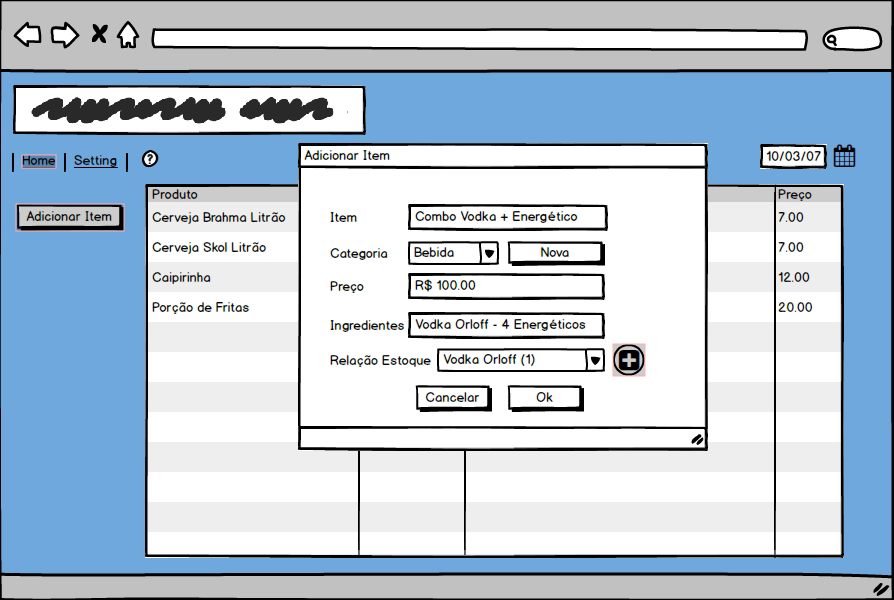 Home Setting ?
10/03/07
Adicionar Item
Produto Preço
Cerveja Brahma Litrão 7.00
Cerveja Skol Litrão 7.00
Caipirinha 12.00
Porção de Fritas 20.00
Adicionar Item
Item Combo Vodka + Energético
Categoria Bebida Nova
Preço R$ 100.00
Ingredientes Vodka Orloff - 4 Energéticos
Relação Estoque Vodka Orloff (1)
Cancelar Ok